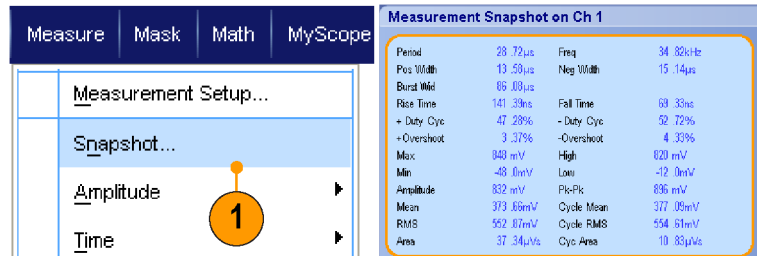 Measure Mask Math MyScope
Measurement Setup...
Snapshot...
Amplitude
1
Time
Measurement Snapshot on Ch 1
Period 28 .72µs Freq 34 .82kHz
Pos Width 13 .58µs Neg Width 15 .14µs
Burst Wid 86 .08µs
Rise Time 141 .39ns Fall Time 69 .33ns
+ Duty Cyc 47 .28% - Duty Cyc 52 .72%
+Overshoot 3 .37% -Overshoot 4 .33%
Max 848 mV High 820 mV
Min -48 .0mV Low -12 .0mV
Amplitude 832 mV Pk-Pk 896 mV
Mean 373 .66mV Cycle Mean 377 .09mV
RMS 552 .87mV Cycle RMS 554 .61mV
Area 37 .34µVs Cyc Area 10 .83µVs